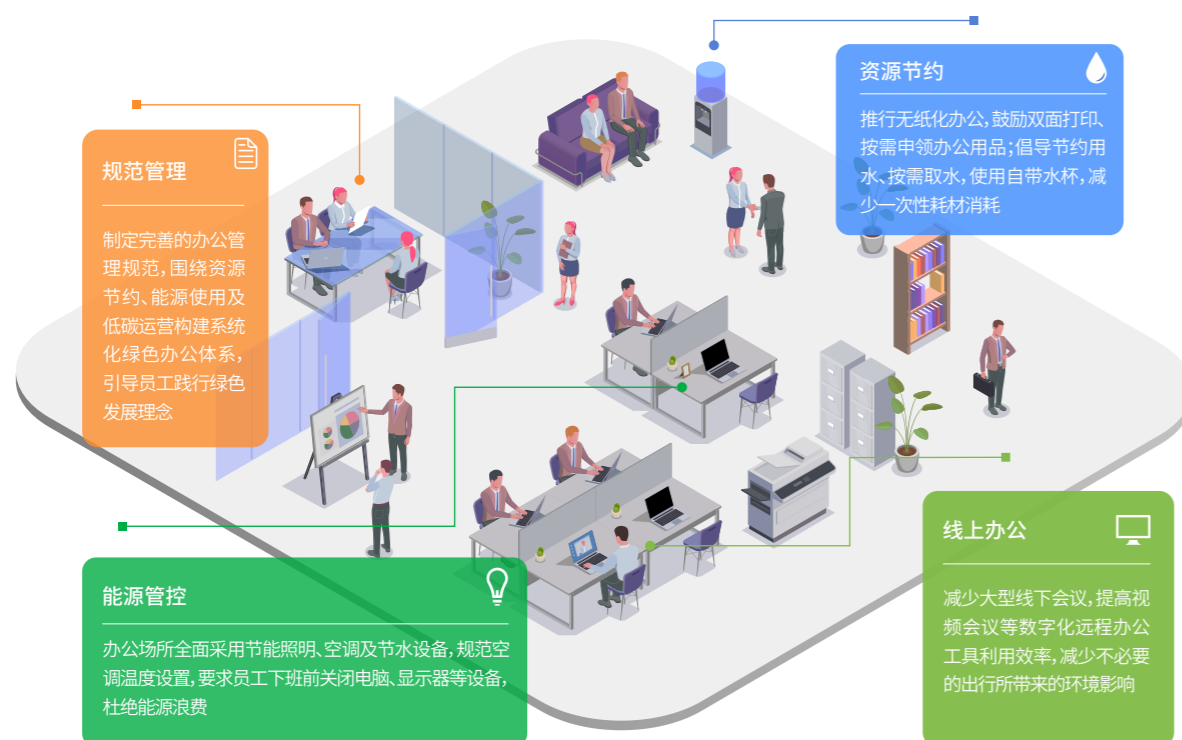 资源节约
推行无纸化办公，鼓励双面打印、
按需申领办公用品；倡导节约用
水、按需取水，使用自带水杯，减
少一次性耗材消耗
规范管理
制定完善的办公管
理规范，围绕资源
节约、能源使用及
低碳运营构建系统
化绿色办公体系，
引导员工践行绿色
发展理念
线上办公
减少大型线下会议，提高视
频会议等数字化远程办公
工具利用效率，减少不必要
的出行所带来的环境影响
能源管控
办公场所全面采用节能照明、空调及节水设备，规范空
调温度设置，要求员工下班前关闭电脑、显示器等设备，
杜绝能源浪费